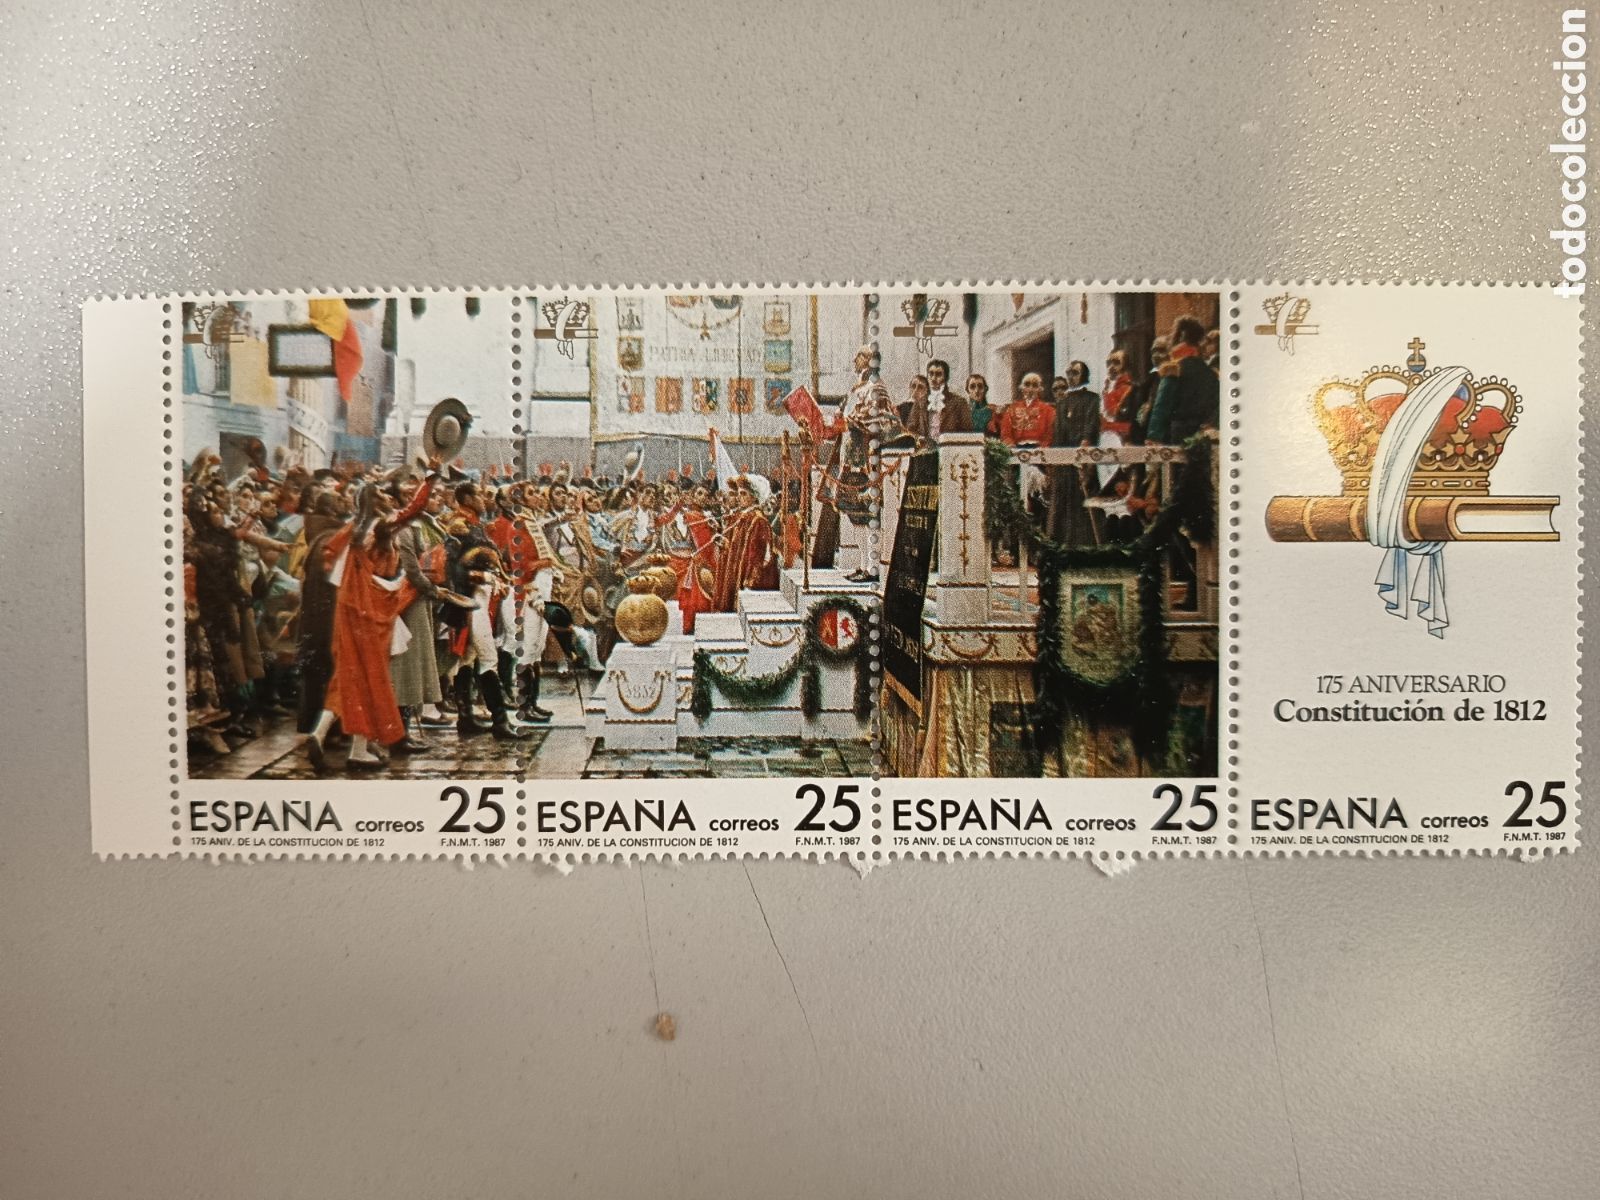 todocoleccion
PATRIA LIBERTAD
1812
ESPAÑA correos 25
175 ANIV. DE LA CONSTITUCION DE 1812 F.N.M.T. 1987
ESPAÑA correos 25
175 ANIV. DE LA CONSTITUCION DE 1812 F.N.M.T. 1987
ESPAÑA correos 25
175 ANIV. DE LA CONSTITUCION DE 1812 F.N.M.T. 1987
175 ANIVERSARIO
Constitución de 1812
ESPAÑA correos 25
175 ANIV. DE LA CONSTITUCION DE 1812 F.N.M.T. 1987